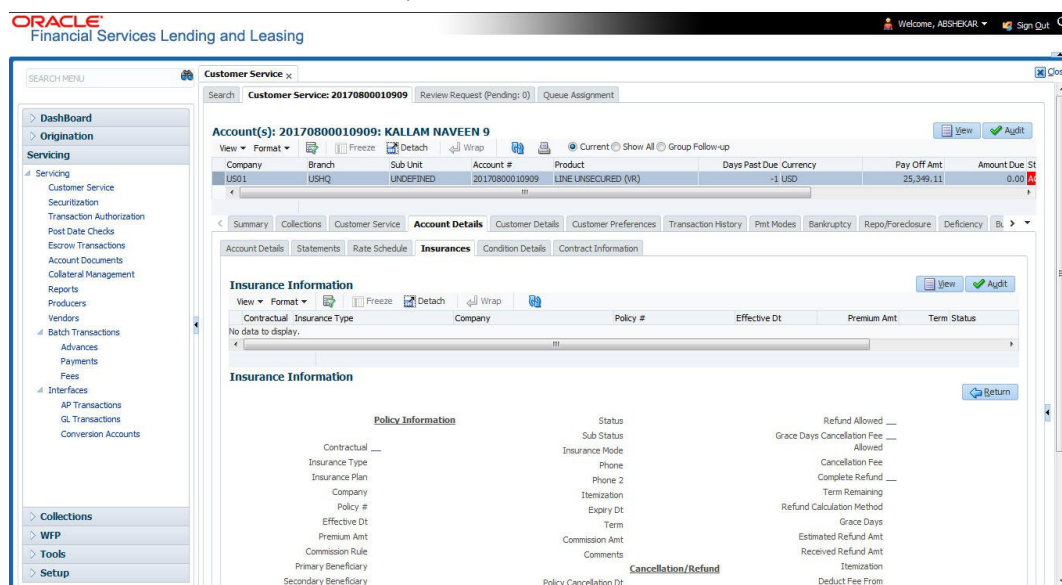 ORACLE
Financial Services Lending and Leasing
Welcome, ABSHEKAR Sign Out
SEARCH MENU
Customer Service x
Search Customer Service: 20170800010909 Review Request (Pending: 0) Queue Assignment
DashBoard
Origination
Servicing
Servicing
Customer Service
Securitization
Transaction Authorization
Post Date Checks
Escrow Transactions
Account Documents
Collateral Management
Reports
Producers
Vendors
Batch Transactions
Advances
Payments
Fees
Interfaces
AP Transactions
GL Transactions
Conversion Accounts
Collections
WFP
Tools
Setup
Account(s): 20170800010909: KALLAM NAVEEN 9
View Audit
View Format Freeze Detach Wrap Current Show All Group Follow-up
Company Branch Sub Unit Account # Product Days Past Due Currency Pay Off Amt Amount Due St
US01 USHQ UNDEFINED 20170800010909 LINE UNSECURED (VR) -1 USD 25,349.11 0.00
Summary Collections Customer Service Account Details Customer Details Customer Preferences Transaction History Pmt Modes Bankruptcy Repo/Foreclosure Deficiency
Account Details Statements Rate Schedule Insurances Condition Details Contract Information
Insurance Information
View Audit
View Format Freeze Detach Wrap
Contractual Insurance Type Company Policy # Effective Dt Premium Amt Term Status
No data to display.
Insurance Information
Return
Policy Information
Contractual
Insurance Type
Insurance Plan
Company
Policy #
Effective Dt
Premium Amt
Commission Rule
Primary Beneficiary
Secondary Beneficiary
Status
Sub Status
Insurance Mode
Phone
Phone 2
Itemization
Expiry Dt
Term
Commission Amt
Comments
Cancellation/Refund
Policy Cancellation Dt
Refund Allowed
Grace Days Cancellation Fee
Allowed
Cancellation Fee
Complete Refund
Term Remaining
Refund Calculation Method
Grace Days
Estimated Refund Amt
Received Refund Amt
Itemization
Deduct Fee From